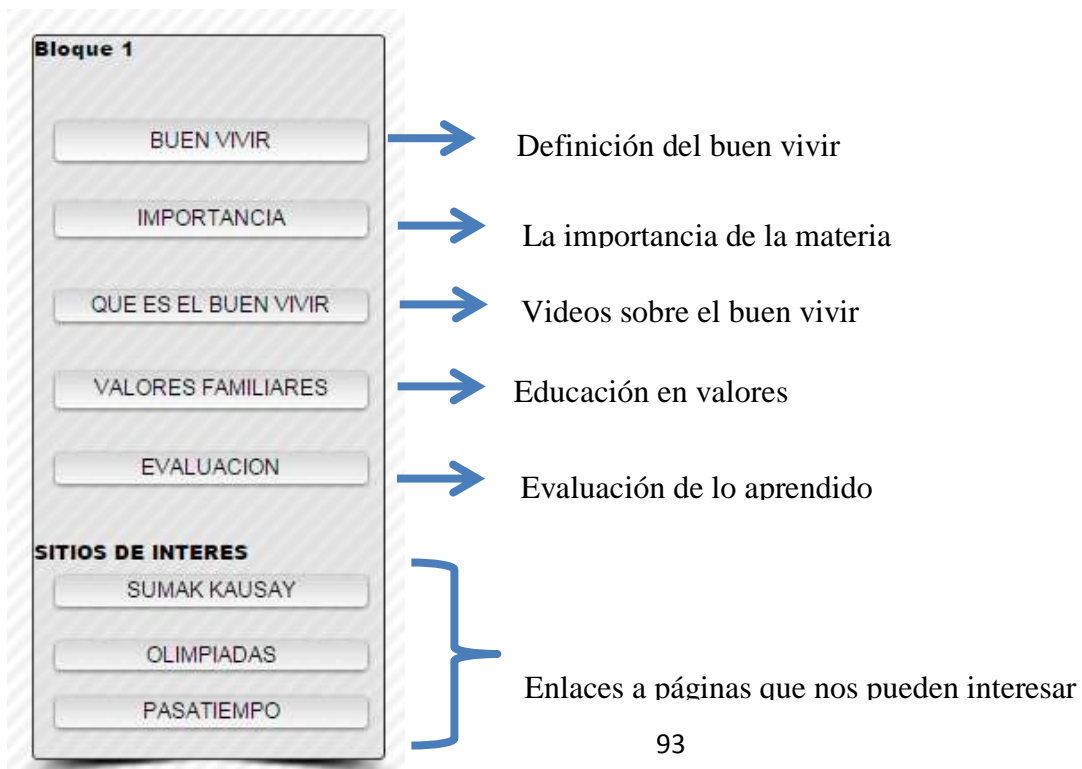 Bloque 1
BUEN VIVIR
Definición del buen vivir
IMPORTANCIA
La importancia de la materia
QUE ES EL BUEN VIVIR
Videos sobre el buen vivir
VALORES FAMILIARES
Educación en valores
EVALUACION
Evaluación de lo aprendido
SITIOS DE INTERES
SUMAK KAUSAY
OLIMPIADAS
PASATIEMPO
Enlaces a páginas que nos pueden interesar
93